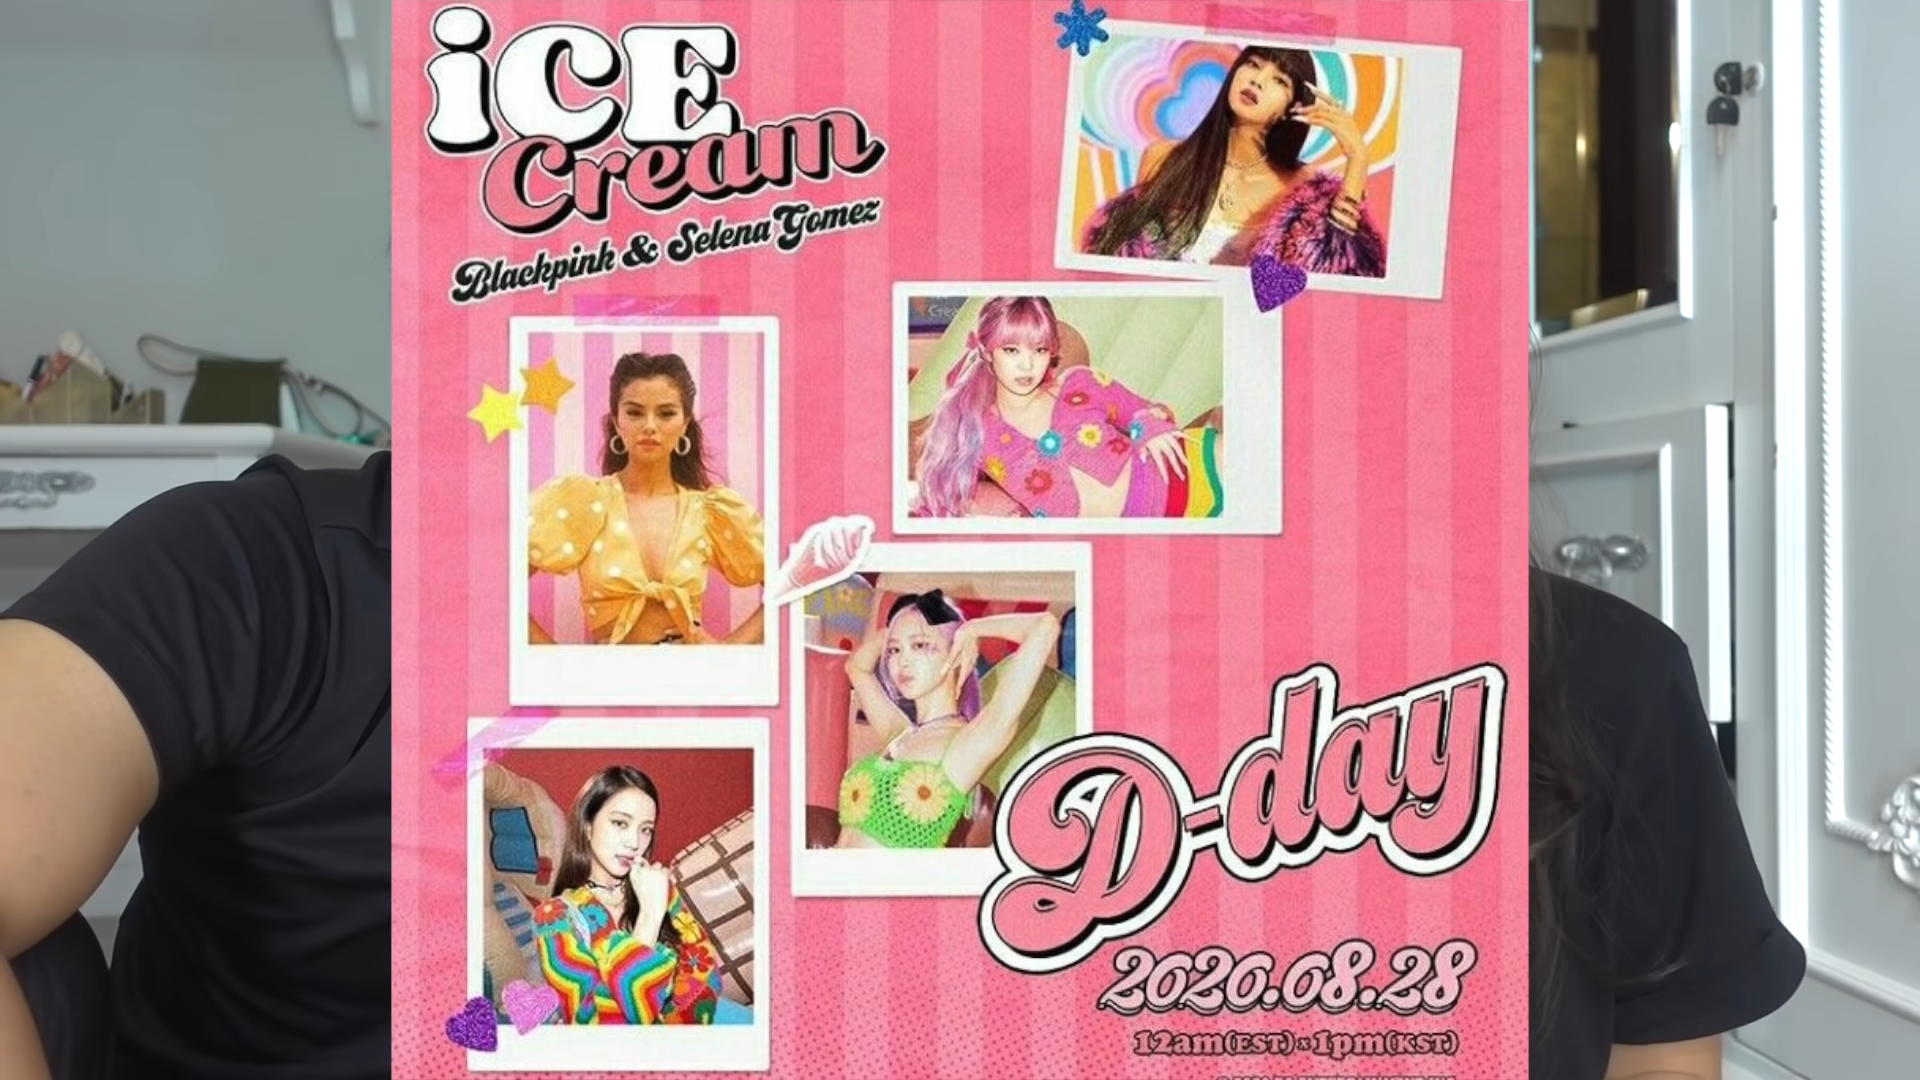 iCE
Cream
Blackpink & Selena Gomez
D-day
2020.08.28
12am(EST) x 1pm(KST)